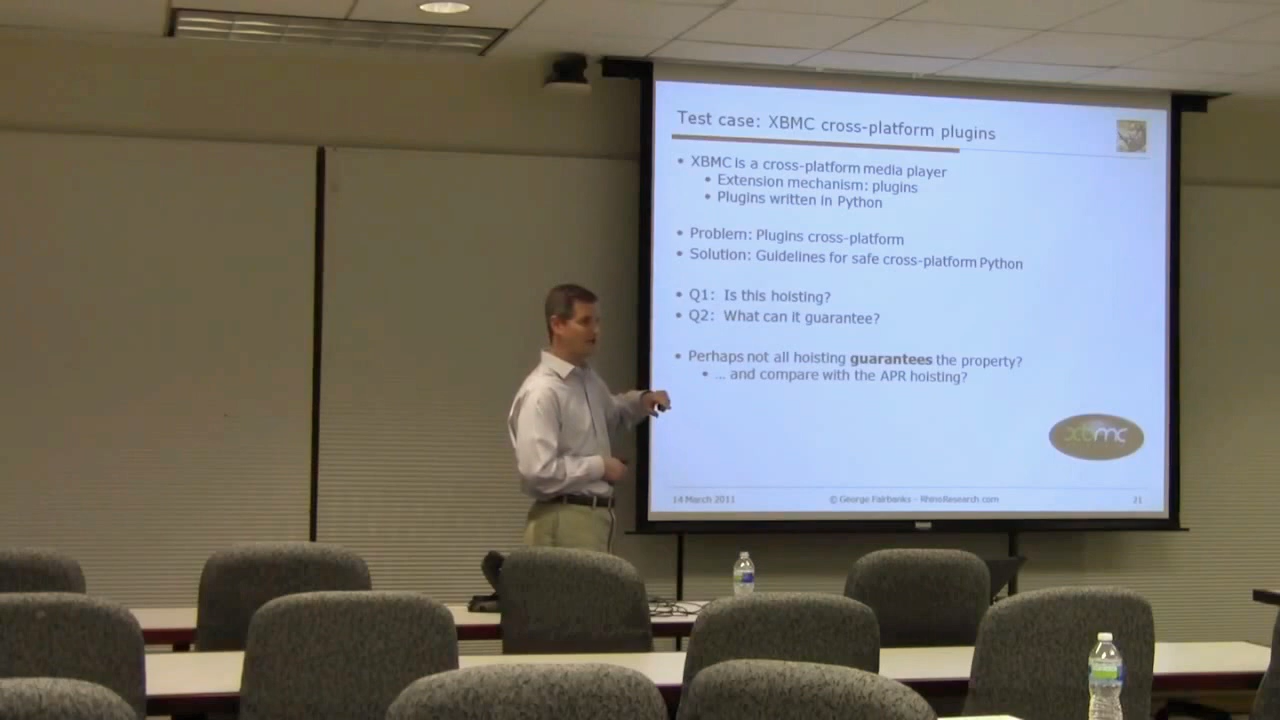 Test case: XBMC cross-platform plugins
• XBMC is a cross-platform media player
• Extension mechanism: plugins
• Plugins written in Python
• Problem: Plugins cross-platform
• Solution: Guidelines for safe cross-platform Python
• Q1: Is this hoisting?
• Q2: What can it guarantee?
• Perhaps not all hoisting guarantees the property?
• ... and compare with the APR hoisting?
xbmc
14 March 2011
© George Fairbanks - RhinoResearch.com
21